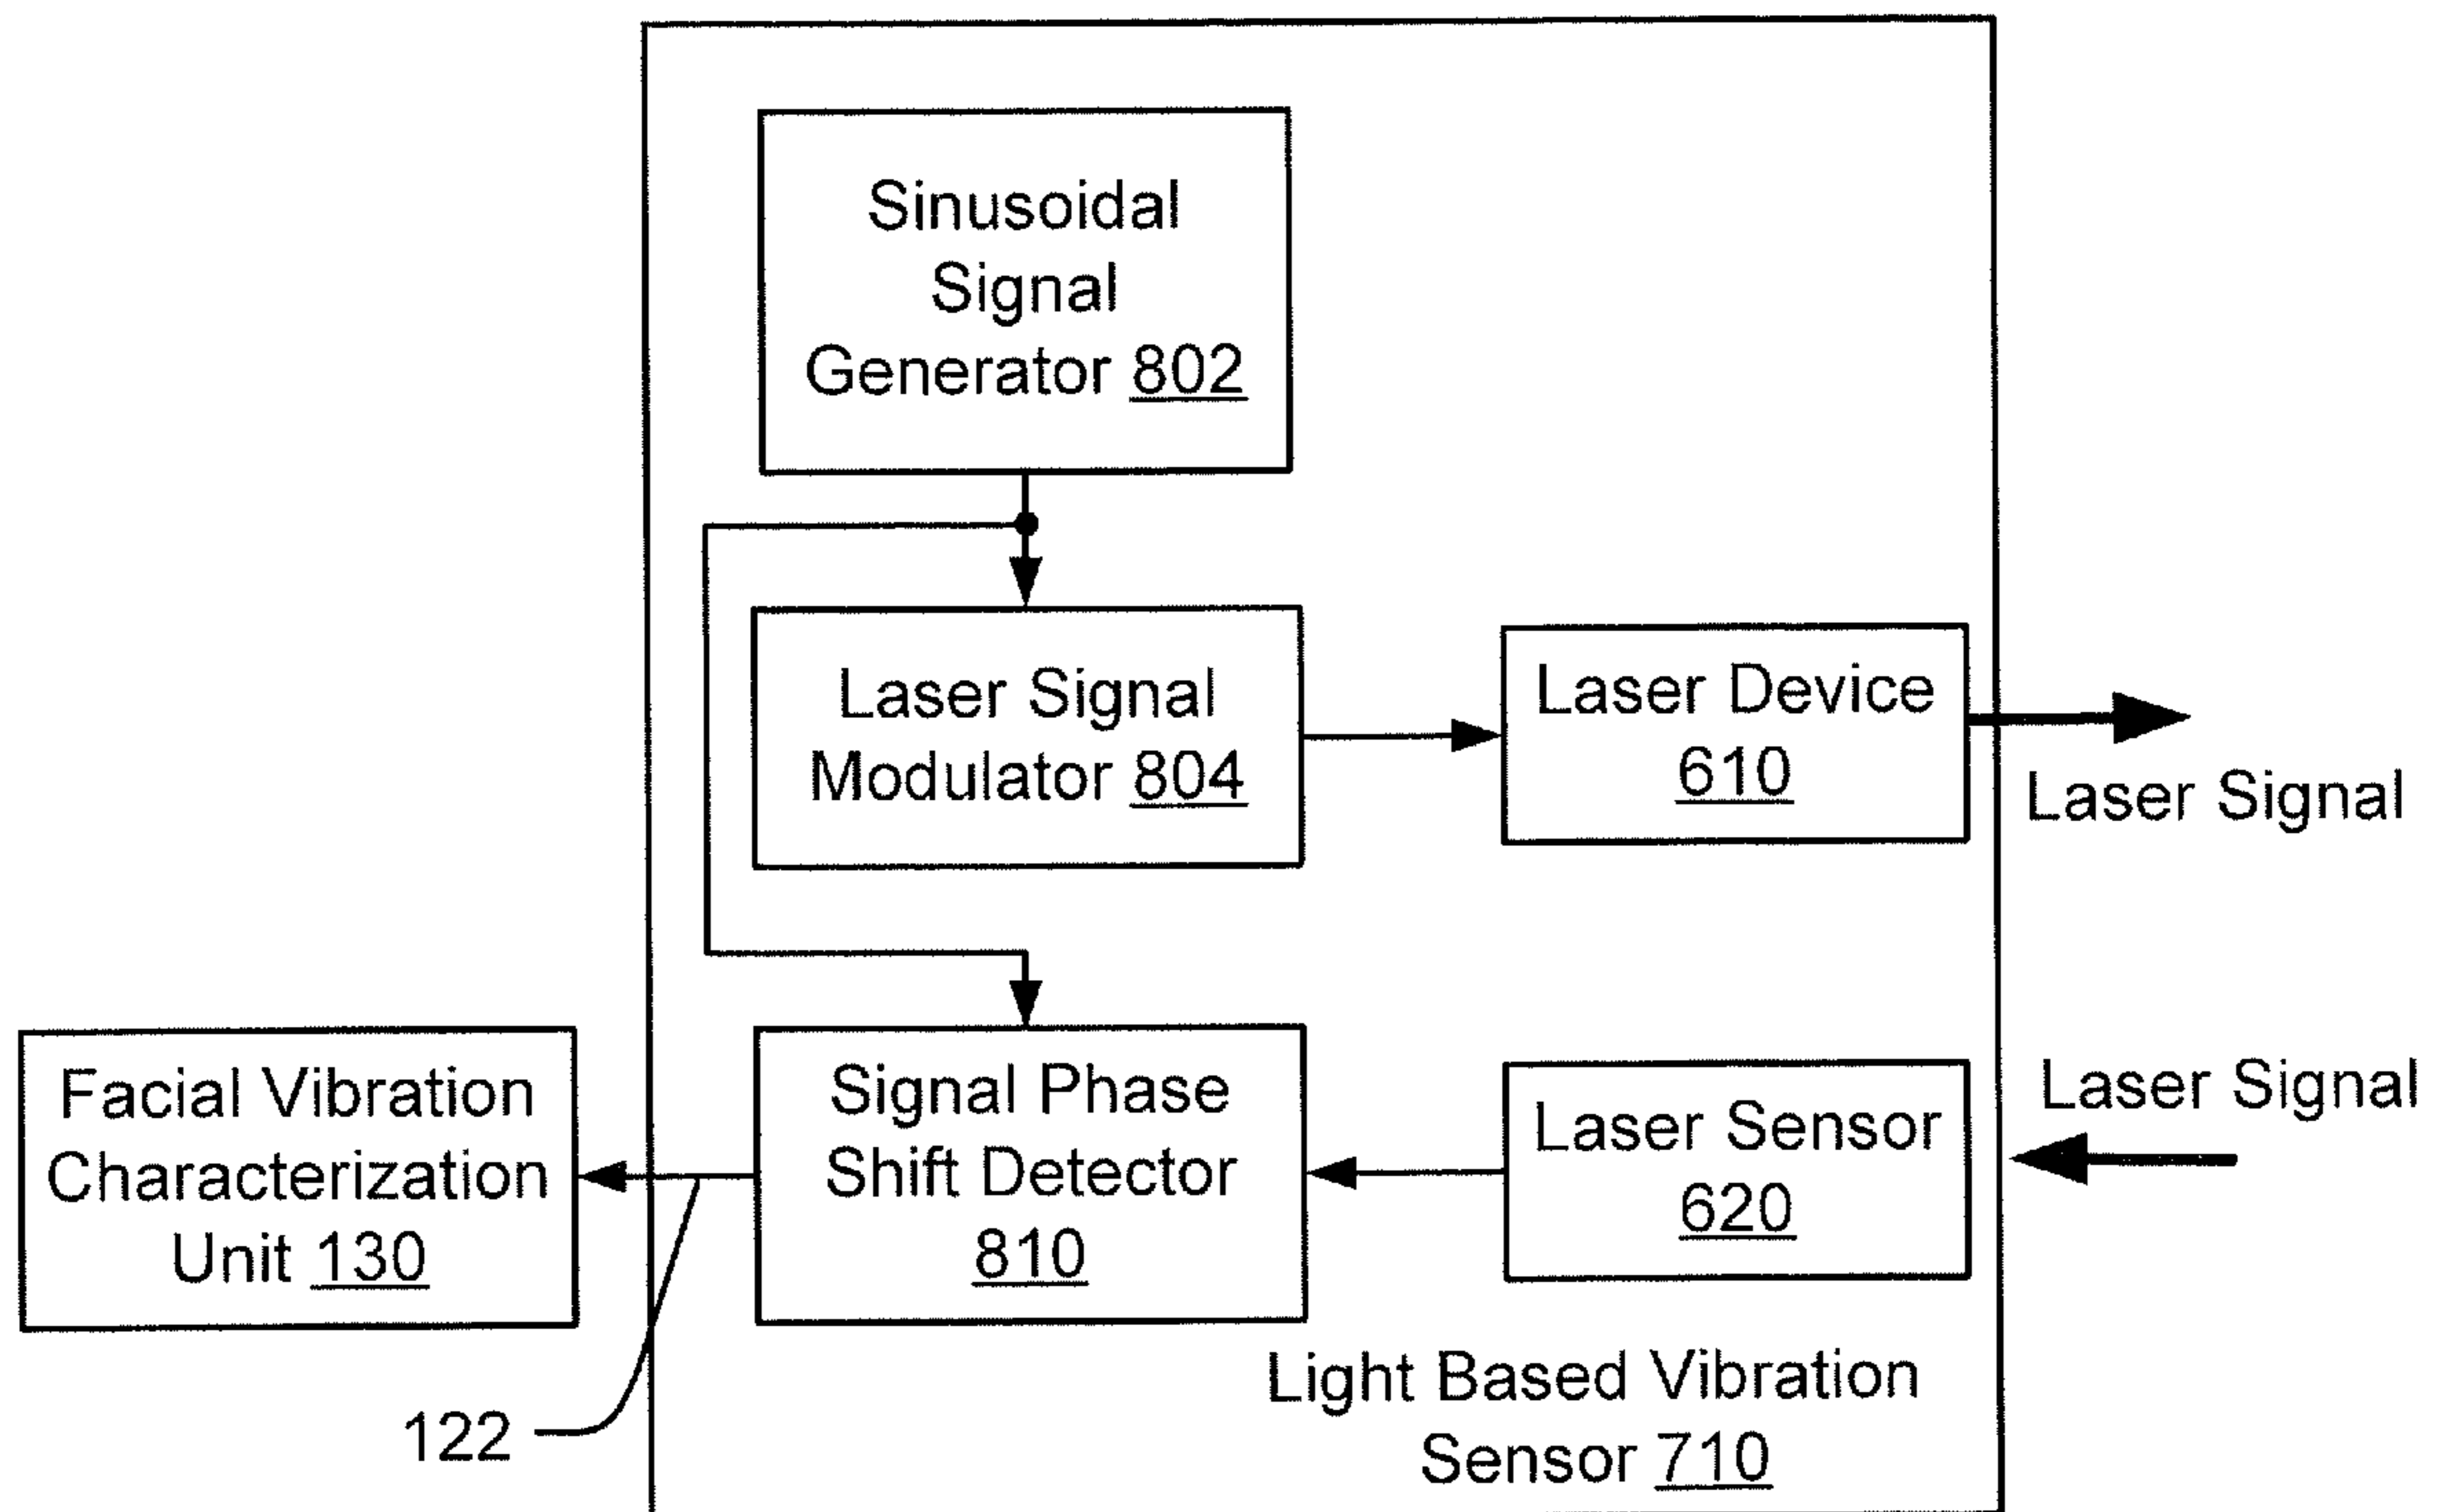 Sinusoidal
Signal
Generator 802
Laser Signal
Modulator 804
Laser Device
610
Laser Signal
Facial Vibration
Characterization
Unit 130
Signal Phase
Shift Detector
810
Laser Sensor
620
Laser Signal
Light Based Vibration
Sensor 710
122